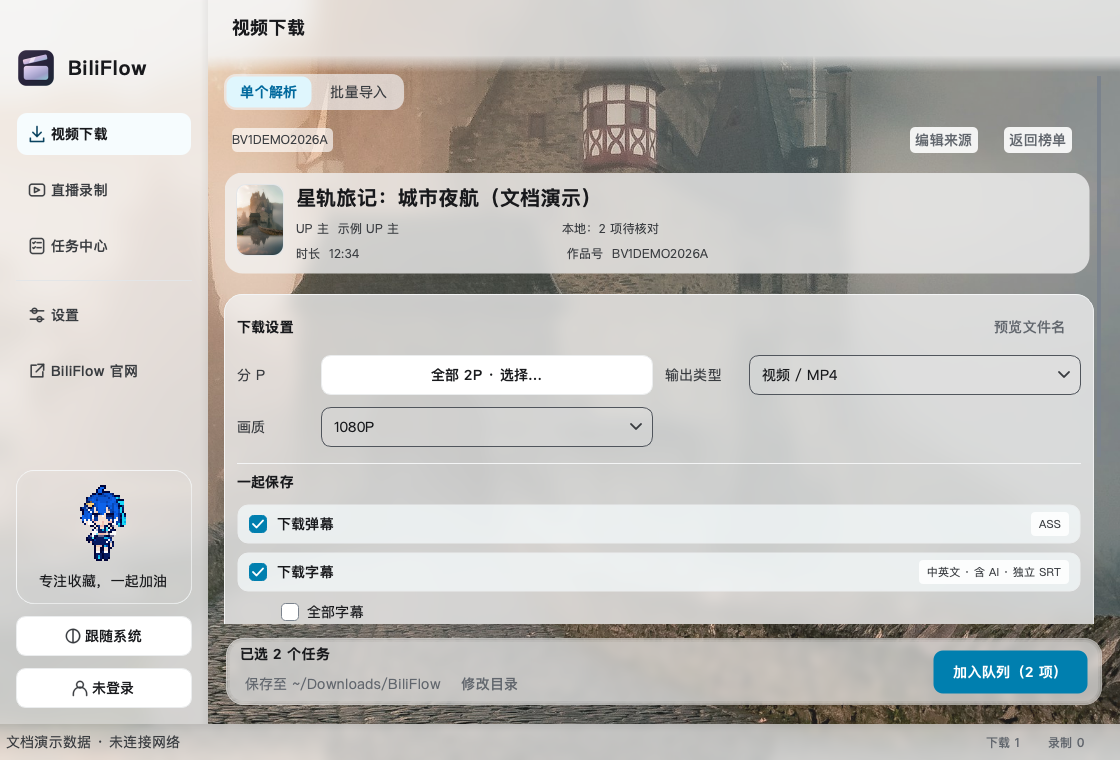 视频下载
BiliFlow
视频下载
直播录制
任务中心
设置
BiliFlow 官网
专注收藏，一起加油
跟随系统
未登录
单个解析 批量导入
BV1DEMO2026A 编辑来源 返回榜单
星轨旅记：城市夜航（文档演示）
UP 主 示例 UP 主 本地：2 项待核对
时长 12:34 作品号 BV1DEMO2026A
下载设置 预览文件名
分 P 全部 2P · 选择... 输出类型 视频 / MP4
画质 1080P
一起保存
下载弹幕 ASS
下载字幕 中英文 · 含 AI · 独立 SRT
全部字幕
已选 2 个任务
保存至 ~/Downloads/BiliFlow 修改目录
加入队列（2 项）
文档演示数据 · 未连接网络 下载 1 录制 0